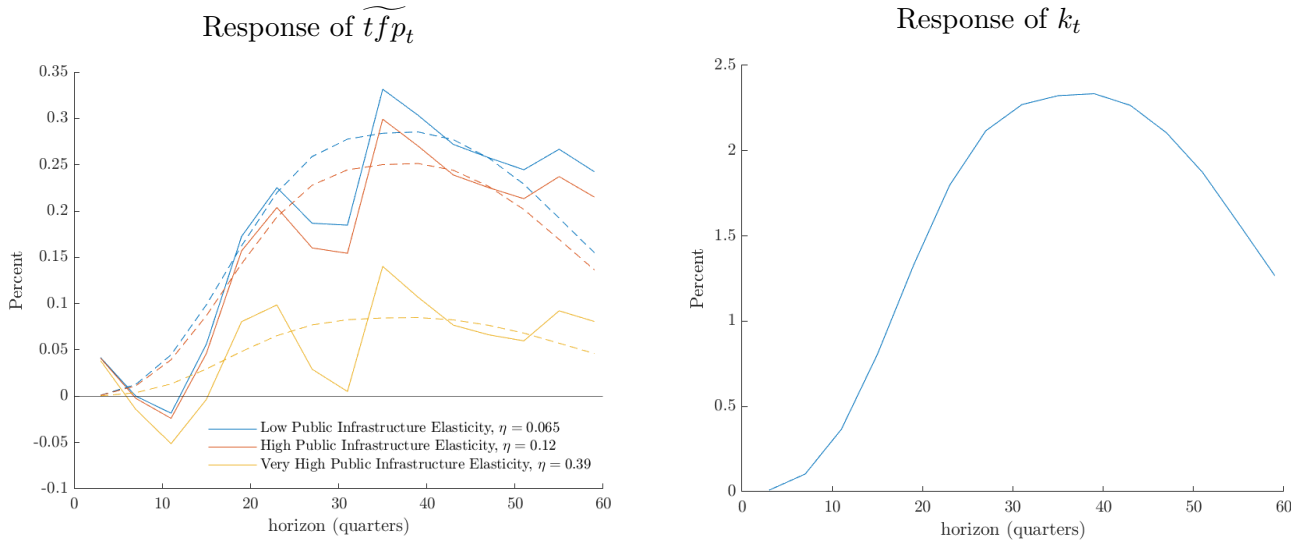 Response of t̃fp_t
0.35
0.3
0.25
0.2
0.15
0.1
0.05
0
-0.05
-0.1
Percent
Low Public Infrastructure Elasticity, η = 0.065
High Public Infrastructure Elasticity, η = 0.12
Very High Public Infrastructure Elasticity, η = 0.39
0 10 20 30 40 50 60
horizon (quarters)
Response of k_t
2.5
2
1.5
1
0.5
0
Percent
0 10 20 30 40 50 60
horizon (quarters)